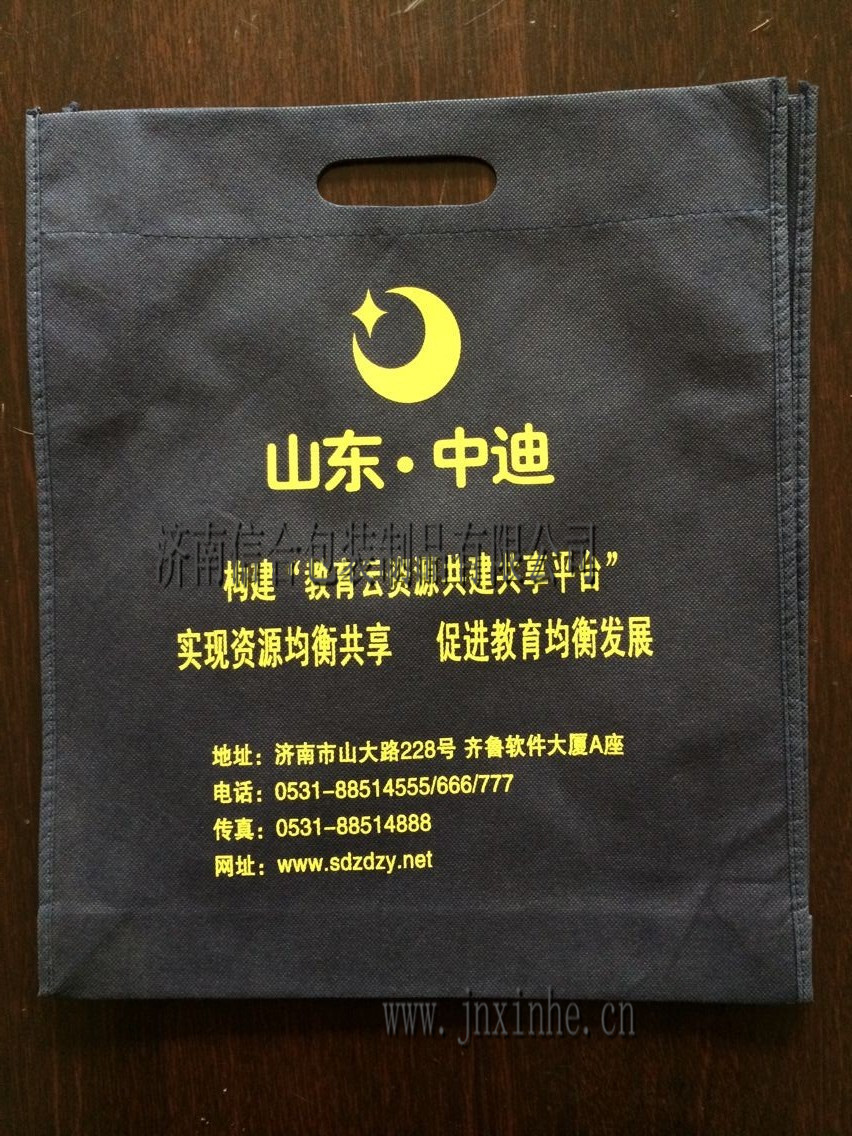 山东·中迪
济南信合包装制品有限公司
构建“教育云资源共建共享平台”
实现资源均衡共享 促进教育均衡发展
地址：济南市山大路228号 齐鲁软件大厦A座
电话：0531-88514555/666/777
传真：0531-88514888
网址：www.sdzdzy.net
www.jnxinhe.cn